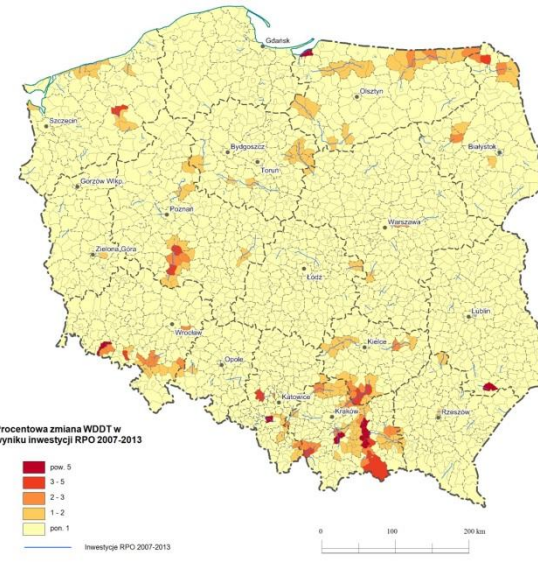 Gdańsk
Olsztyn
Szczecin
Białystok
Bydgoszcz
Toruń
Gorzów Wlkp.
Poznań
Warszawa
Zielona Góra
Łódź
Lublin
Wrocław
Opole
Kielce
Katowice
Kraków
Rzeszów
rocentowa zmiana WDDT w
yniku inwestycji RPO 2007-2013
pow. 5
3 - 5
2 - 3
1 - 2
pon. 1
Inwestycje RPO 2007-2013
0 100 200 km